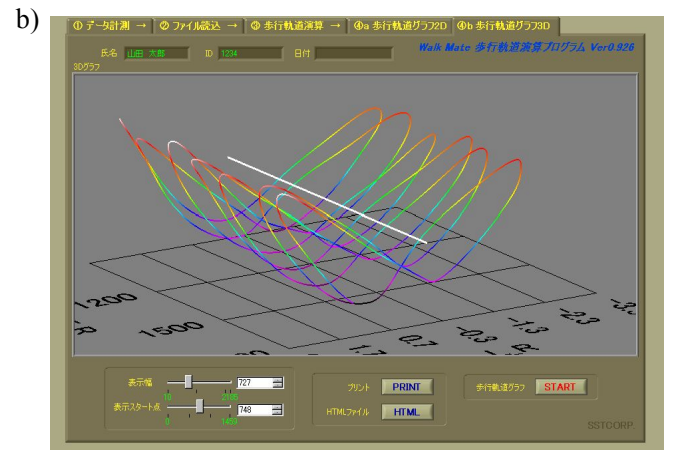 b)
① データ計測 → ② ファイル読込 → ③ 歩行軌道演算 → ④a 歩行軌道グラフ2D ④b 歩行軌道グラフ3D
氏名 山田 太郎 ID 1234 日付 Walk Mate 歩行軌道演算プログラム Ver0.926
3Dグラフ
1200 1500 1.7 0.7 -0.3 -1.3 -2.3 -3.3
表示幅 727
10 2195
表示スタート点 748
0 1459
プリント PRINT 歩行軌道グラフ START
HTMLファイル HTML
SSTCORP.